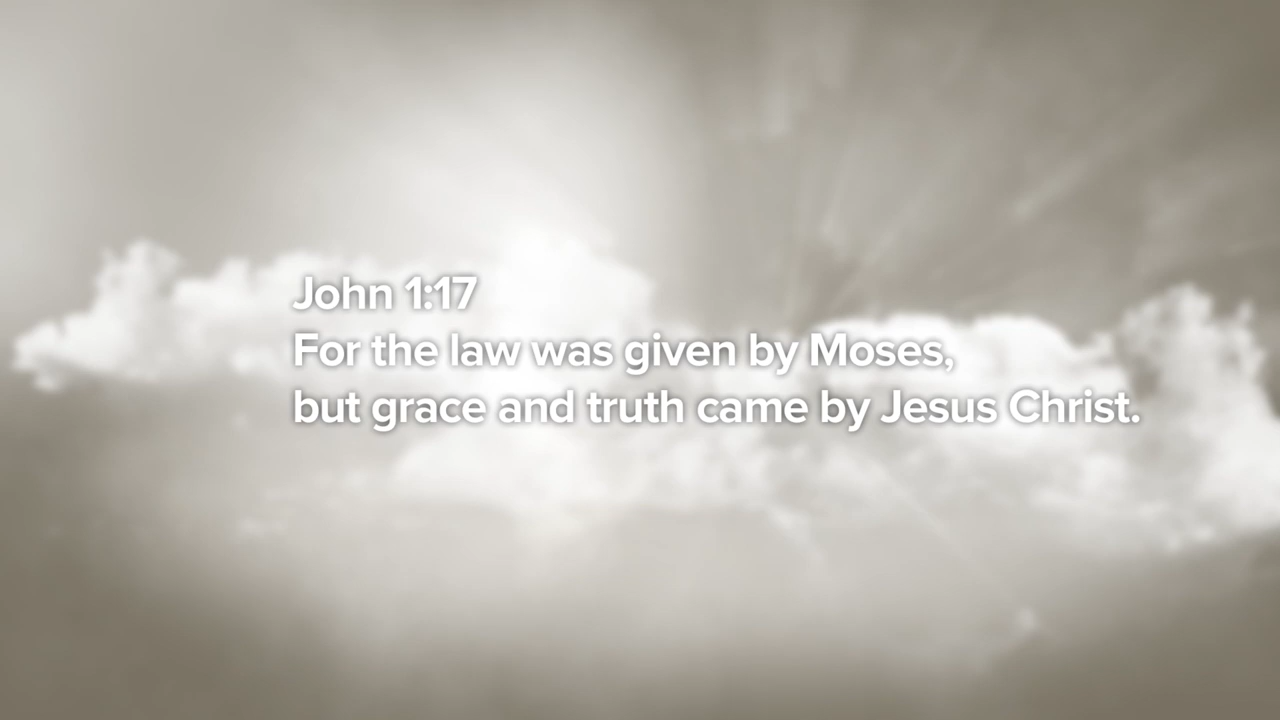 John 1:17
For the law was given by Moses,
but grace and truth came by Jesus Christ.